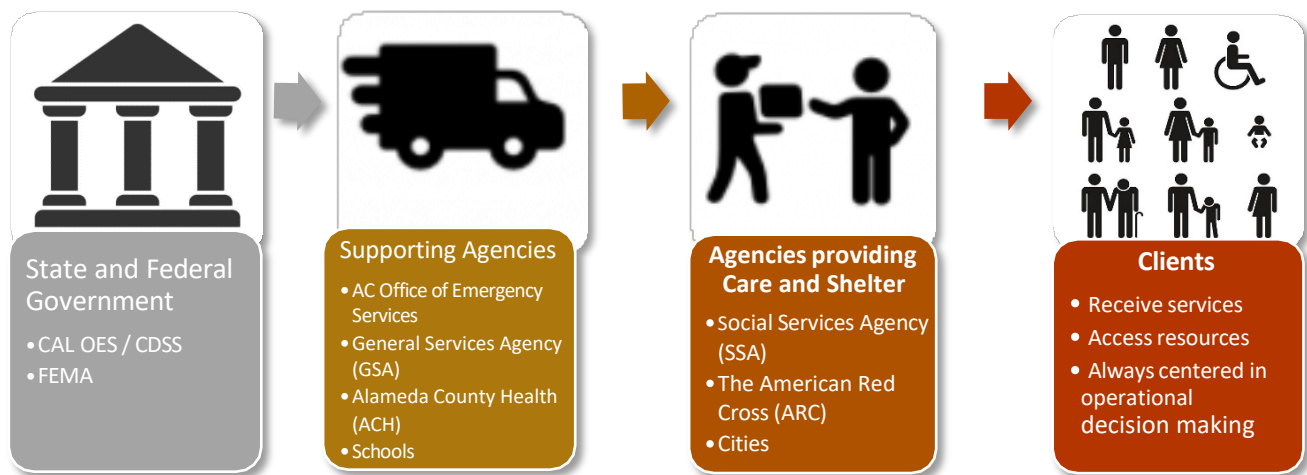 State and Federal
Government
• CAL OES / CDSS
• FEMA
Supporting Agencies
• AC Office of Emergency
Services
• General Services Agency
(GSA)
• Alameda County Health
(ACH)
• Schools
Agencies providing
Care and Shelter
• Social Services Agency
(SSA)
• The American Red
Cross (ARC)
• Cities
Clients
• Receive services
• Access resources
• Always centered in
operational
decision making